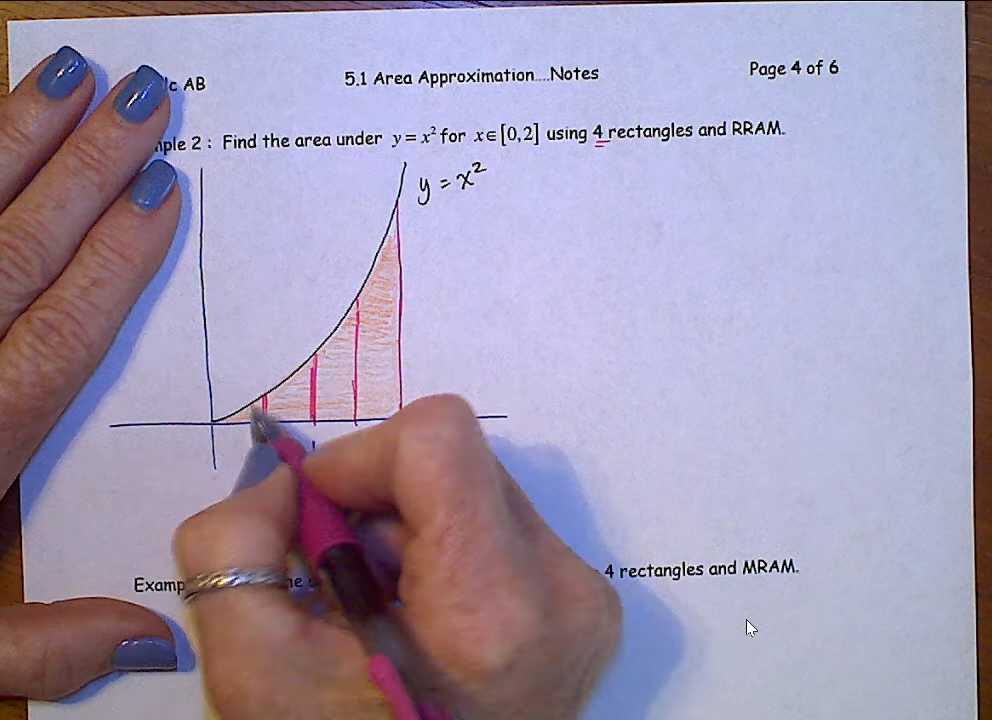 c AB 5.1 Area Approximation....Notes Page 4 of 6
ple 2 : Find the area under y = x² for x ∈ [0,2] using 4 rectangles and RRAM.
y = x²
Examp 4 rectangles and MRAM.